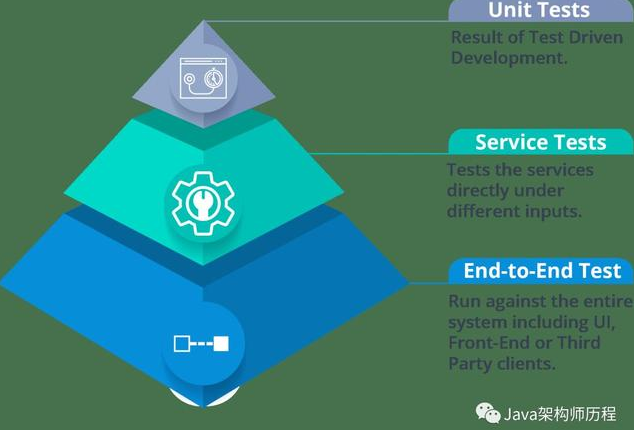 Unit Tests
Result of Test Driven
Development.
Service Tests
Tests the services
directly under
different inputs.
End-to-End Test
Run against the entire
system including UI,
Front-End or Third
Party clients.
Java架构师历程